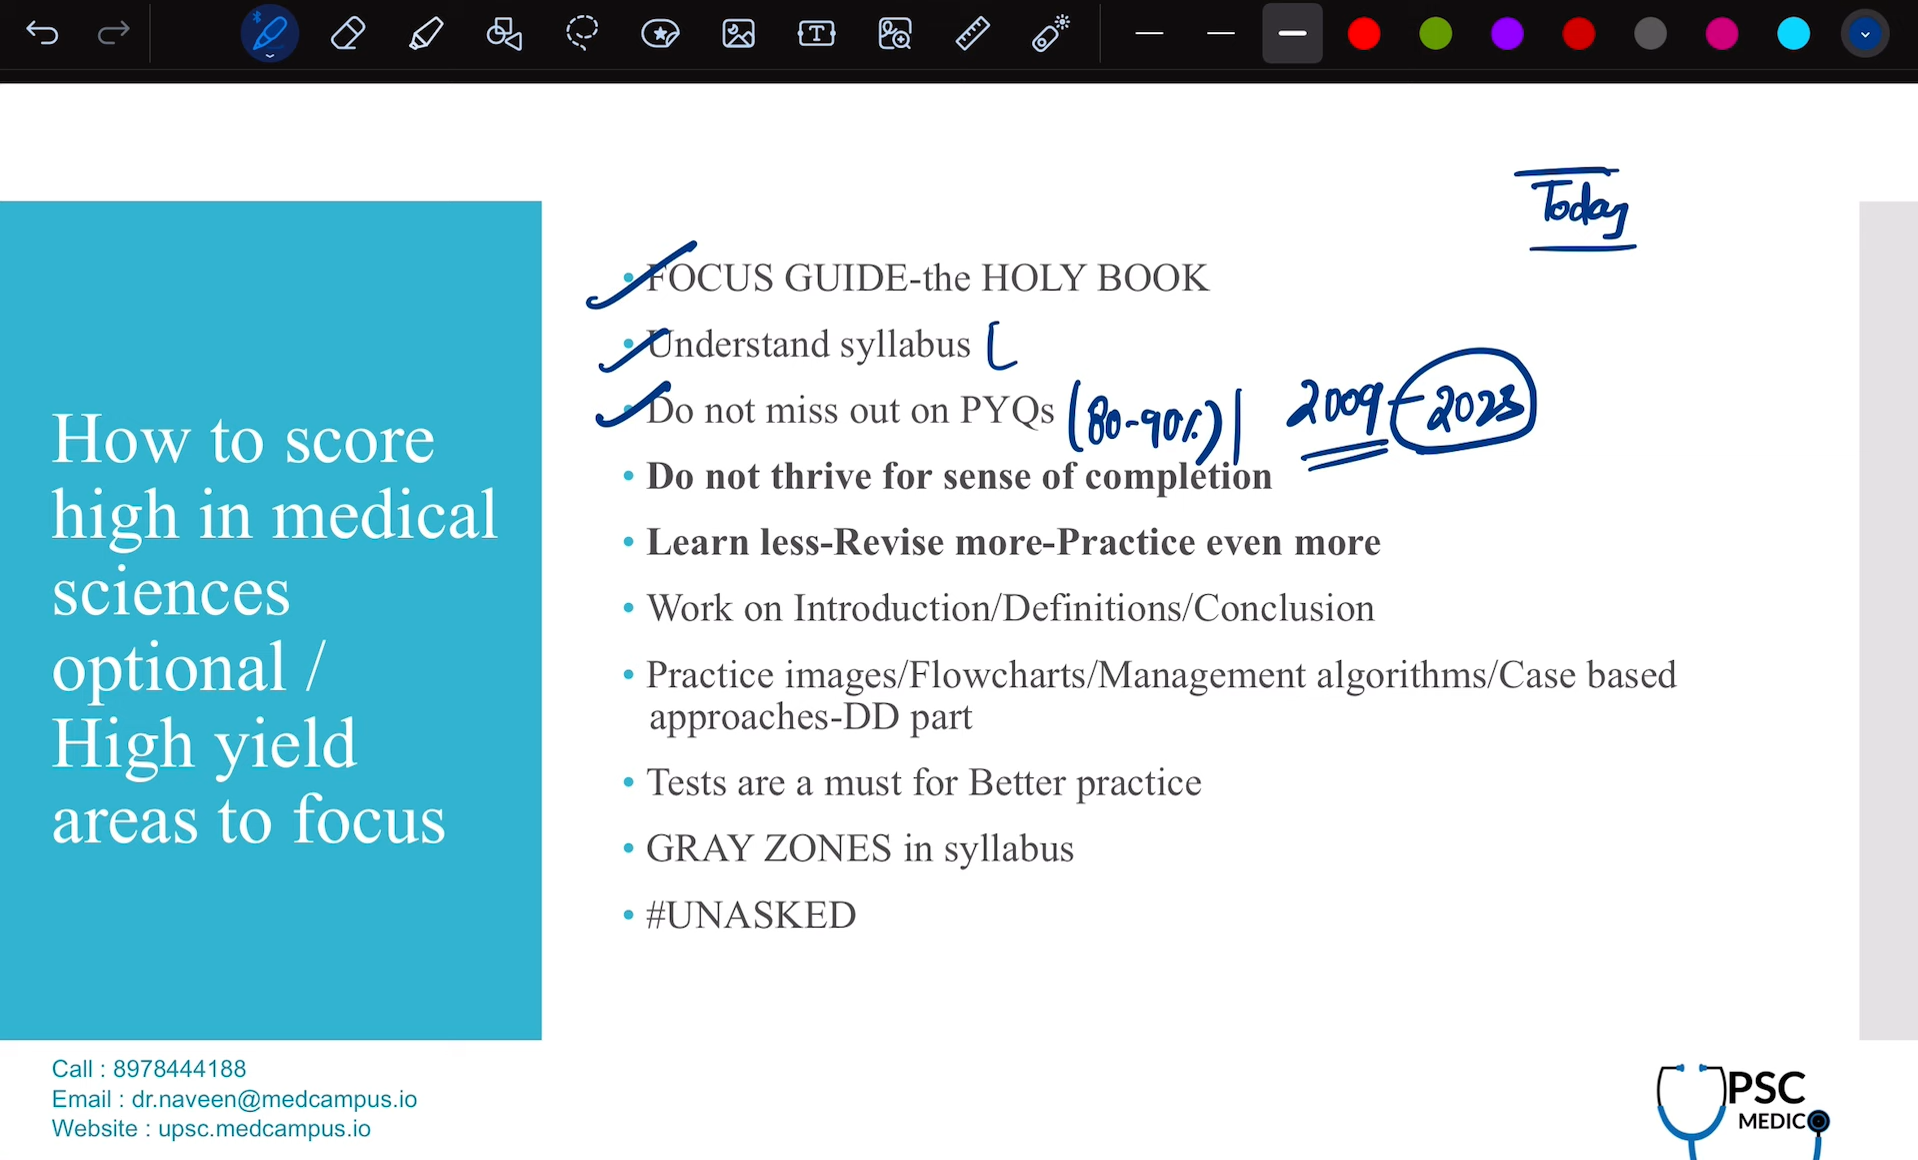 Today
How to score
high in medical
sciences
optional /
High yield
areas to focus
• FOCUS GUIDE-the HOLY BOOK
• Understand syllabus [
• Do not miss out on PYQs (80-90%) | 2009 - 2023
• Do not thrive for sense of completion
• Learn less-Revise more-Practice even more
• Work on Introduction/Definitions/Conclusion
• Practice images/Flowcharts/Management algorithms/Case based
approaches-DD part
• Tests are a must for Better practice
• GRAY ZONES in syllabus
• #UNASKED
Call : 8978444188
Email : dr.naveen@medcampus.io
Website : upsc.medcampus.io
UPSC
MEDICO